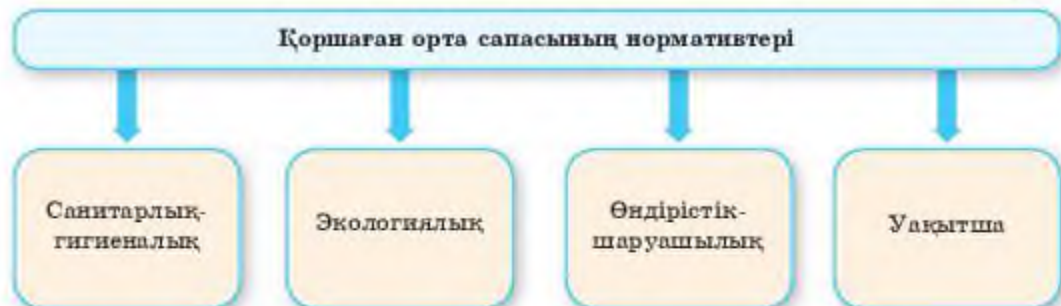 Қоршаған орта сапасының нормативтері
Санитарлық-
гигиеналық
Экологиялық
Өндірістік-
шаруашылық
Уақытша